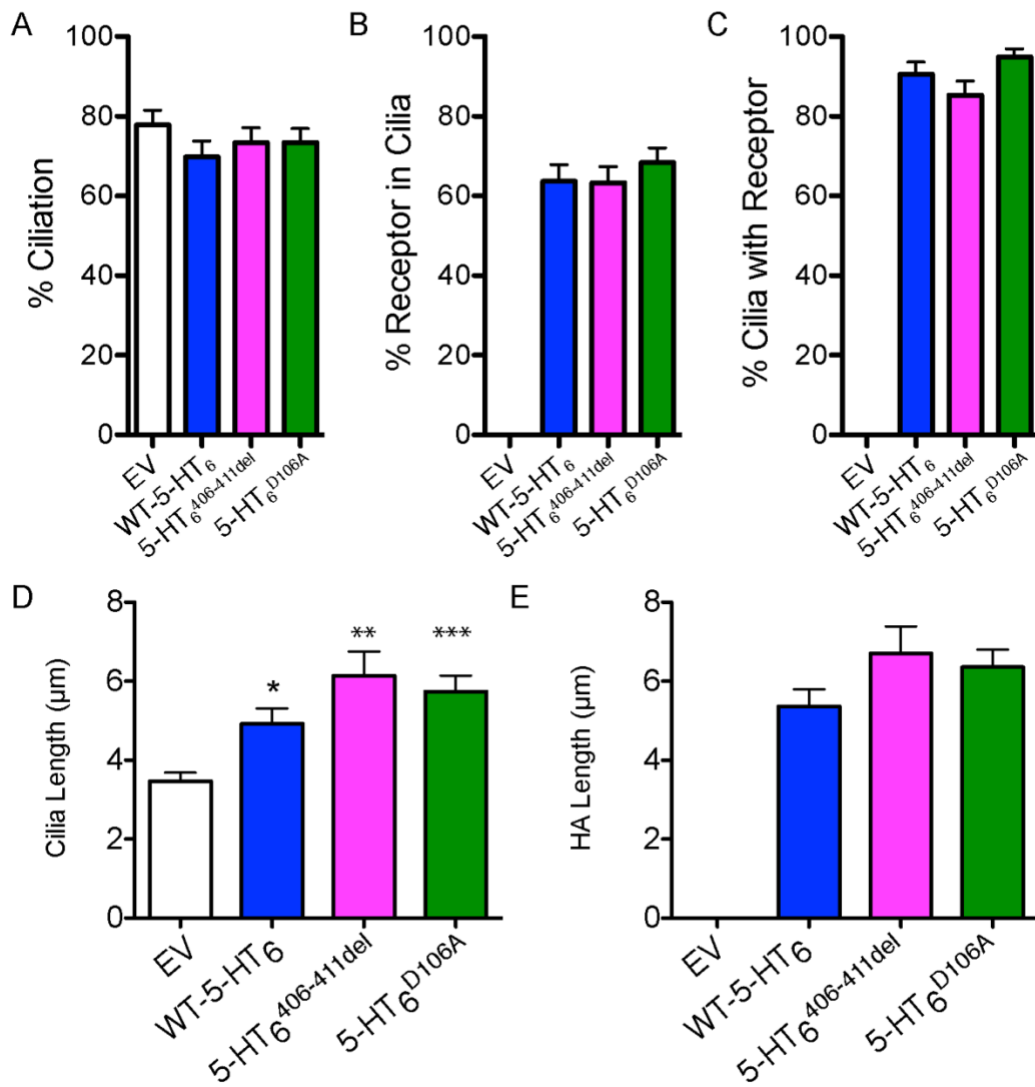 A
% Ciliation
100
80
60
40
20
0
EV
WT-5-HT₆
5-HT₆⁴⁰⁶⁻⁴¹¹ᵈᵉˡ
5-HT₆ᴰ¹⁰⁶ᴬ
B
% Receptor in Cilia
100
80
60
40
20
0
EV
WT-5-HT₆
5-HT₆⁴⁰⁶⁻⁴¹¹ᵈᵉˡ
5-HT₆ᴰ¹⁰⁶ᴬ
C
% Cilia with Receptor
100
80
60
40
20
0
EV
WT-5-HT₆
5-HT₆⁴⁰⁶⁻⁴¹¹ᵈᵉˡ
5-HT₆ᴰ¹⁰⁶ᴬ
D
Cilia Length (µm)
8
6
4
2
0
*
**
***
EV
WT-5-HT6
5-HT6⁴⁰⁶⁻⁴¹¹ᵈᵉˡ
5-HT6ᴰ¹⁰⁶ᴬ
E
HA Length (µm)
8
6
4
2
0
EV
WT-5-HT6
5-HT6⁴⁰⁶⁻⁴¹¹ᵈᵉˡ
5-HT6ᴰ¹⁰⁶ᴬ